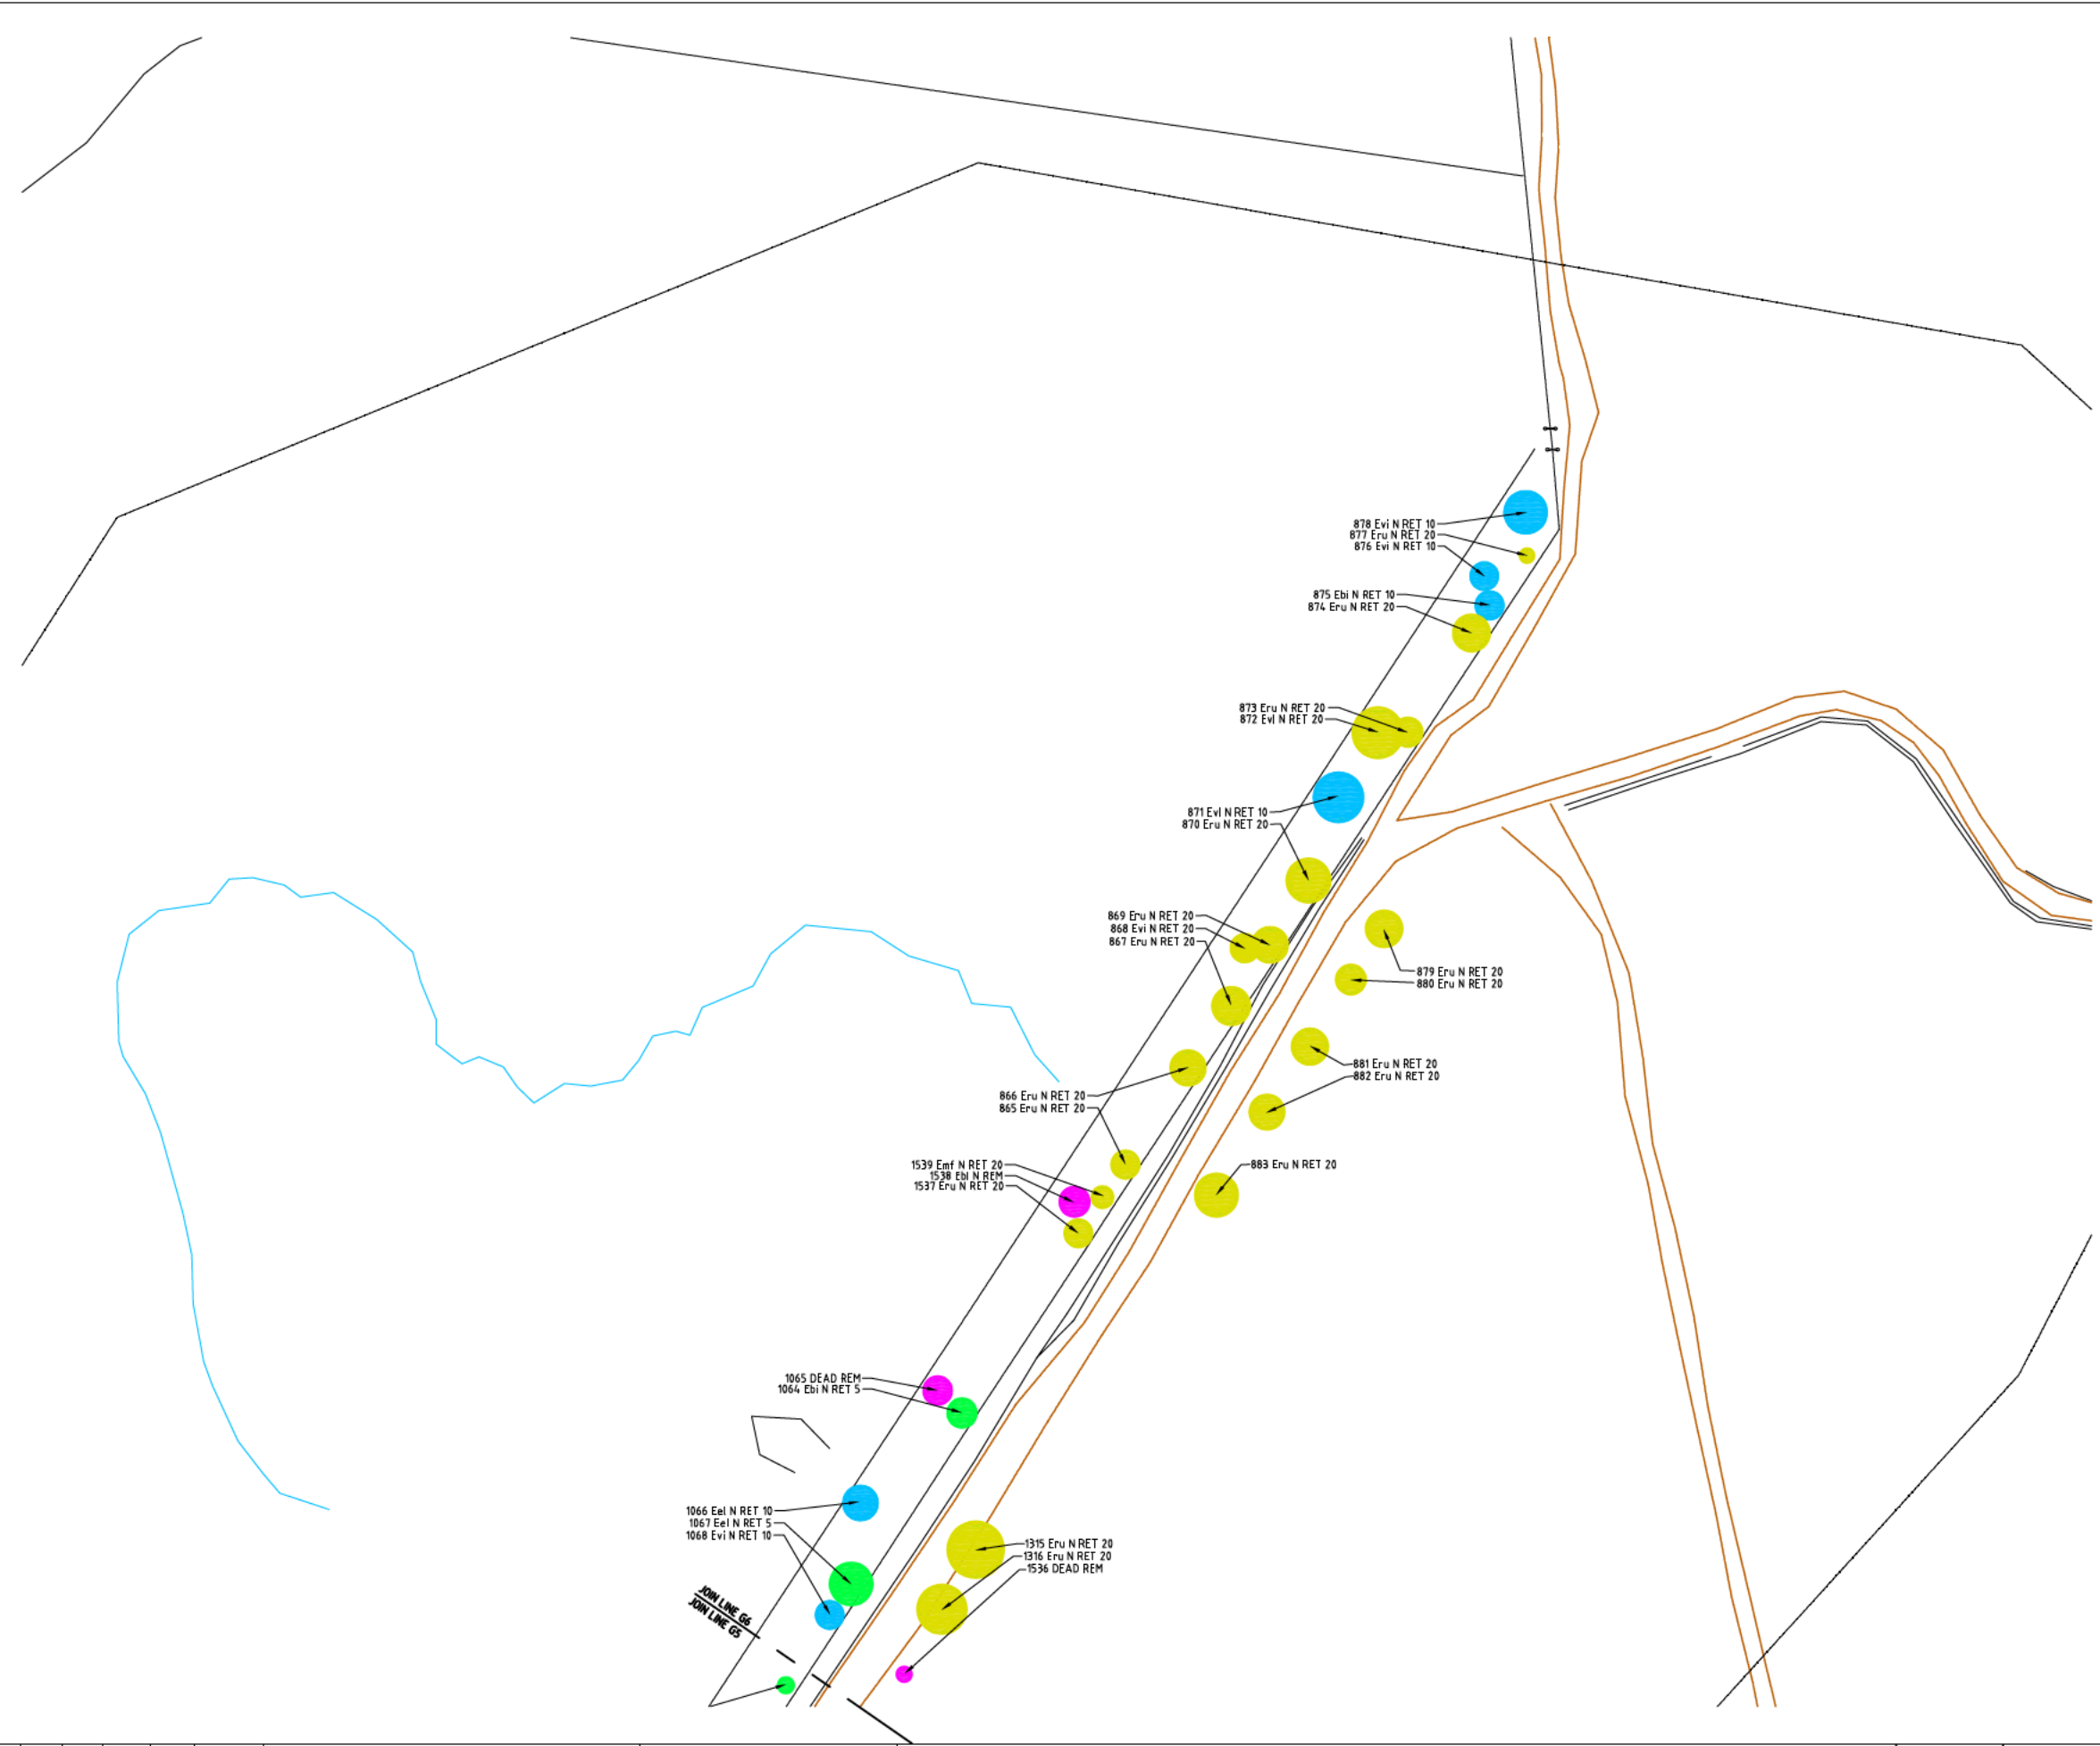 878 Evi N RET 10
877 Eru N RET 20
876 Evi N RET 10
875 Ebi N RET 10
874 Eru N RET 20
873 Eru N RET 20
872 Evl N RET 20
871 Evl N RET 10
870 Eru N RET 20
869 Eru N RET 20
868 Evi N RET 20
867 Eru N RET 20
879 Eru N RET 20
880 Eru N RET 20
881 Eru N RET 20
882 Eru N RET 20
866 Eru N RET 20
865 Eru N RET 20
883 Eru N RET 20
1539 Emf N RET 20
1538 Ebl N REM
1537 Eru N RET 20
1065 DEAD REM
1064 Ebi N RET 5
1066 Eel N RET 10
1067 Eel N RET 5
1068 Evi N RET 10
1315 Eru N RET 20
1316 Eru N RET 20
1536 DEAD REM
JOIN LINE G6
JOIN LINE G5